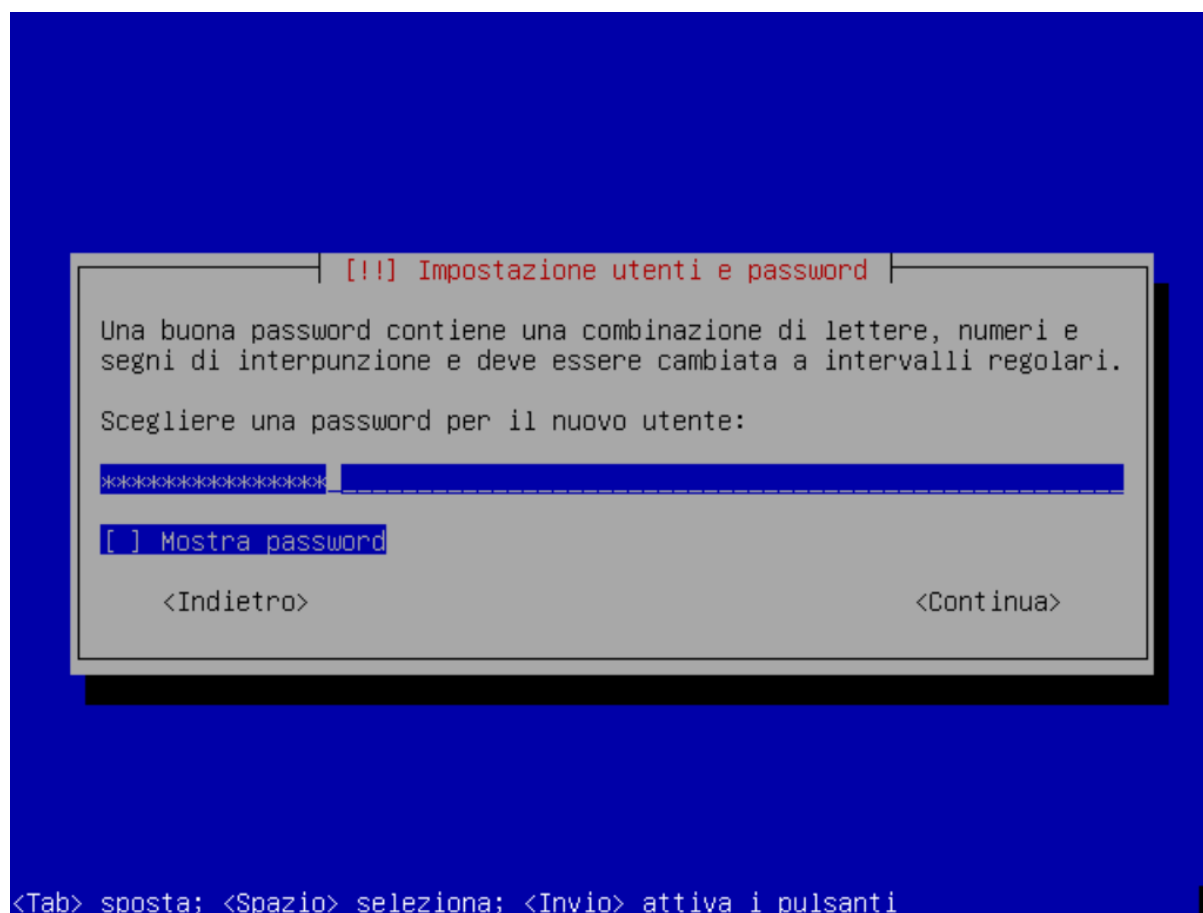 [!!] Impostazione utenti e password
Una buona password contiene una combinazione di lettere, numeri e
segni di interpunzione e deve essere cambiata a intervalli regolari.
Scegliere una password per il nuovo utente:
***************
[ ] Mostra password
<Indietro> <Continua>
<Tab> sposta; <Spazio> seleziona; <Invio> attiva i pulsanti